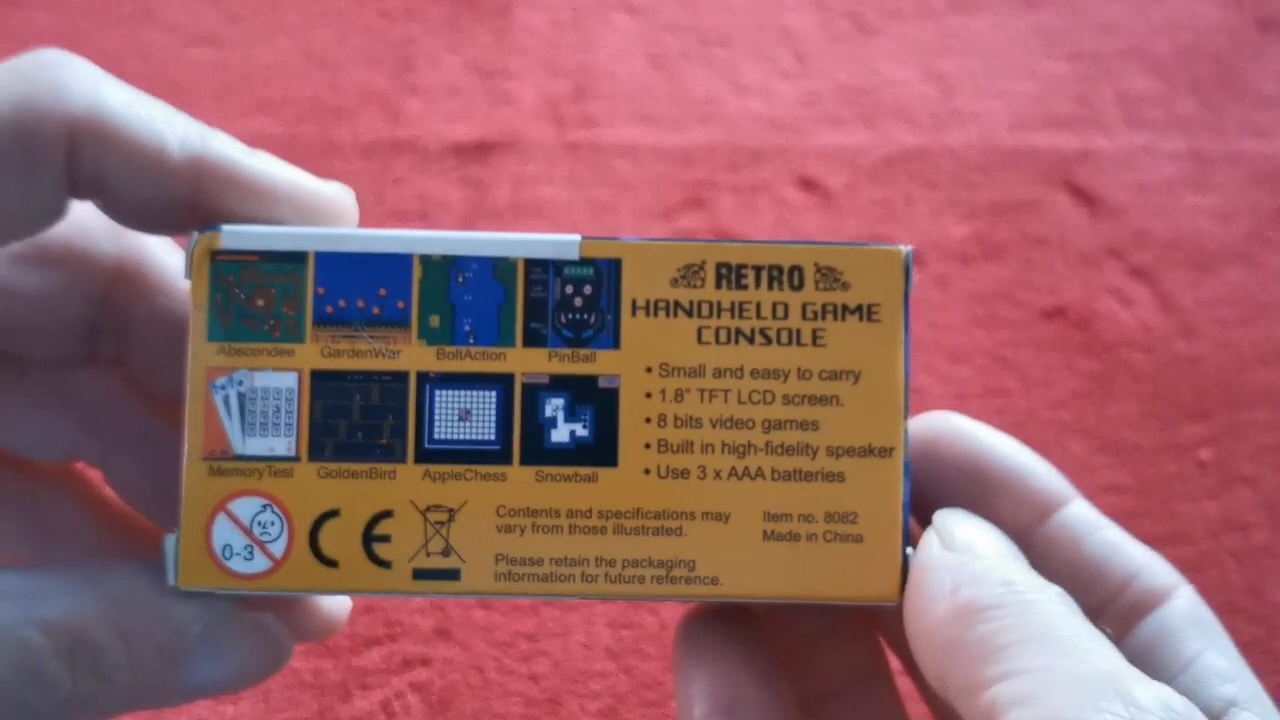 Abscondee GardenWar BoltAction PinBall
MemoryTest GoldenBird AppleChess Snowball
RETRO
HANDHELD GAME
CONSOLE
• Small and easy to carry
• 1.8" TFT LCD screen.
• 8 bits video games
• Built in high-fidelity speaker
• Use 3 x AAA batteries
0-3
CE
Contents and specifications may
vary from those illustrated.
Please retain the packaging
information for future reference.
Item no. 8082
Made in China